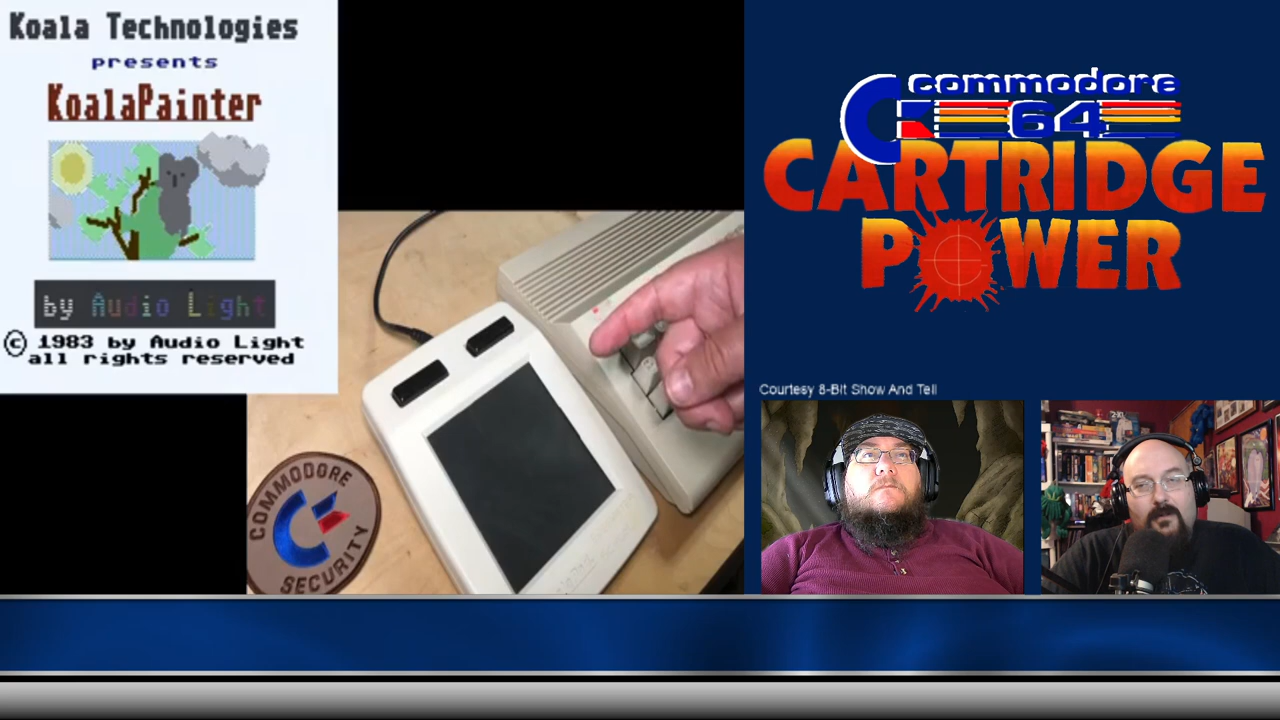 Koala Technologies
presents
KoalaPainter
by Audio Light
© 1983 by Audio Light
all rights reserved
commodore
64
CARTRIDGE
POWER
Courtesy 8-Bit Show And Tell
COMMODORE
SECURITY